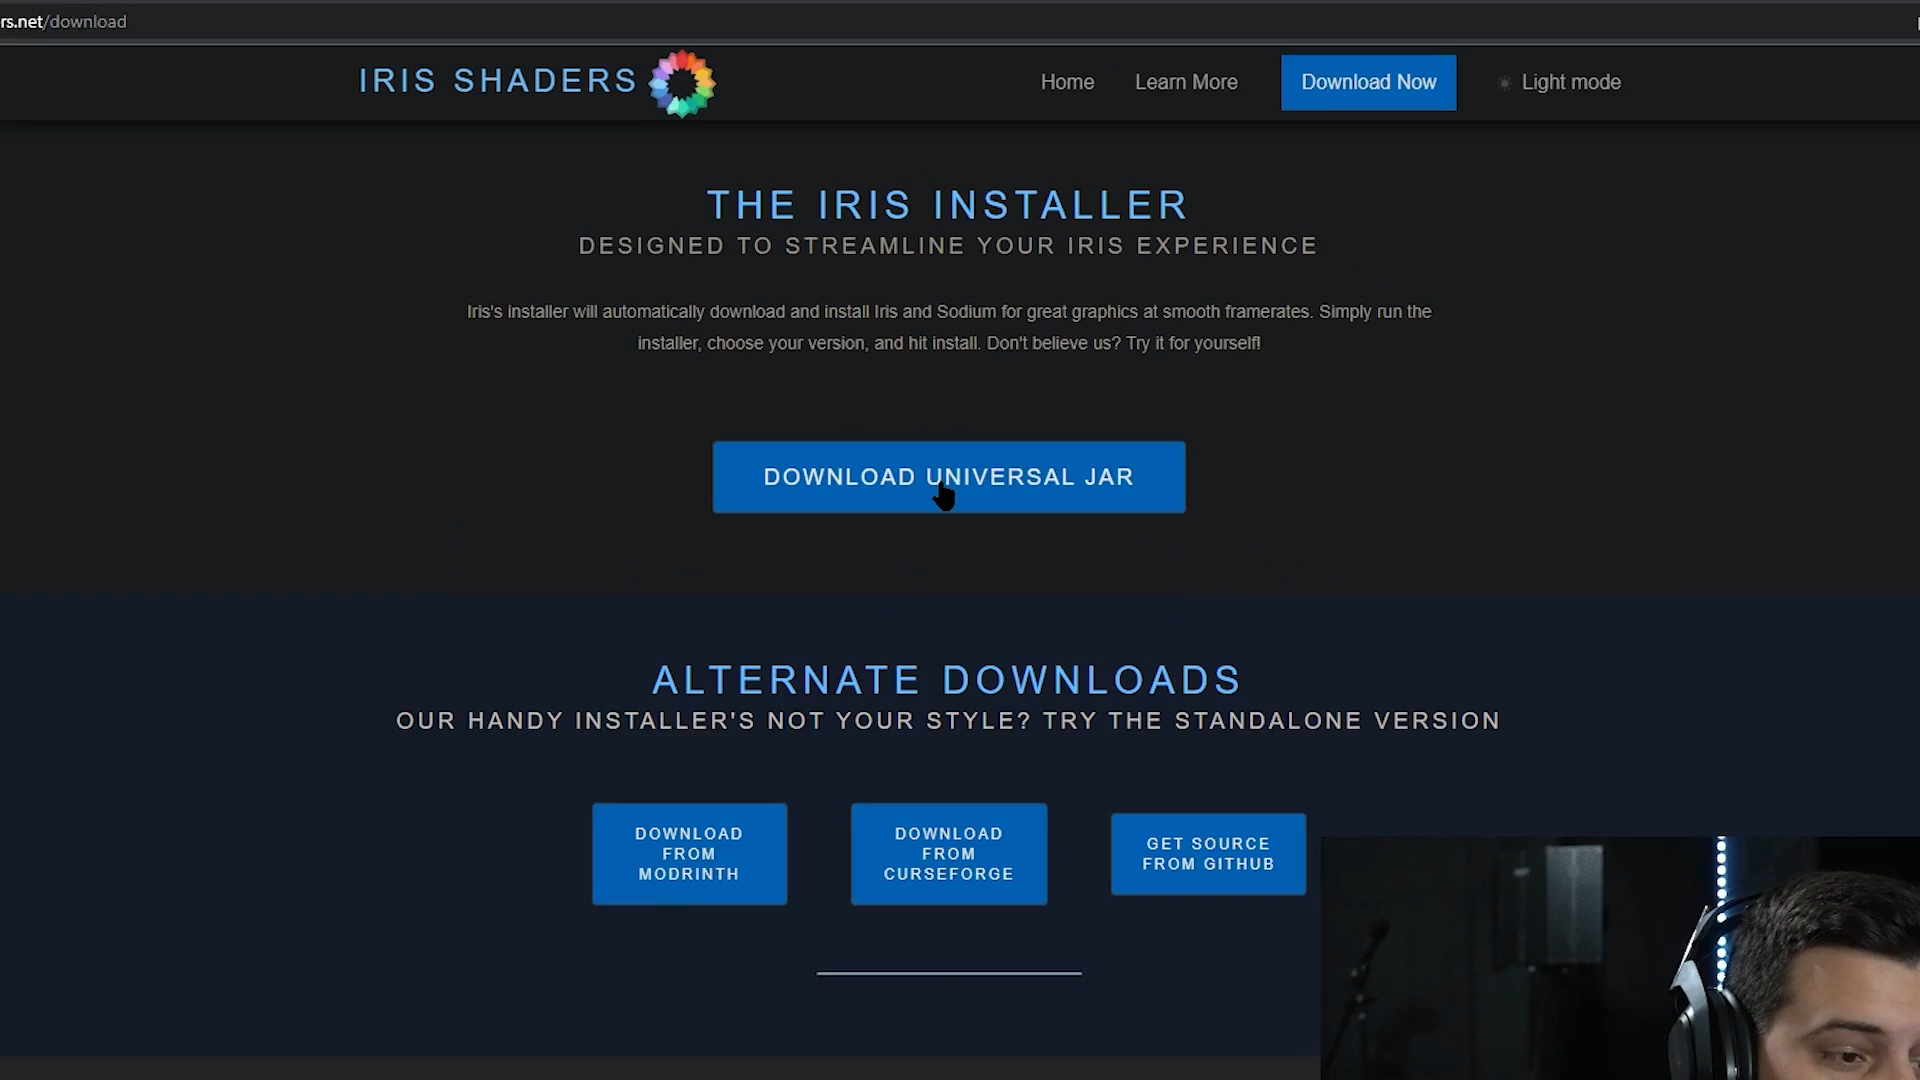 rs.net/download
IRIS SHADERS
Home
Learn More
Download Now
Light mode
THE IRIS INSTALLER
DESIGNED TO STREAMLINE YOUR IRIS EXPERIENCE
Iris's installer will automatically download and install Iris and Sodium for great graphics at smooth framerates. Simply run the
installer, choose your version, and hit install. Don't believe us? Try it for yourself!
DOWNLOAD UNIVERSAL JAR
ALTERNATE DOWNLOADS
OUR HANDY INSTALLER'S NOT YOUR STYLE? TRY THE STANDALONE VERSION
DOWNLOAD
FROM
MODRINTH
DOWNLOAD
FROM
CURSEFORGE
GET SOURCE
FROM GITHUB